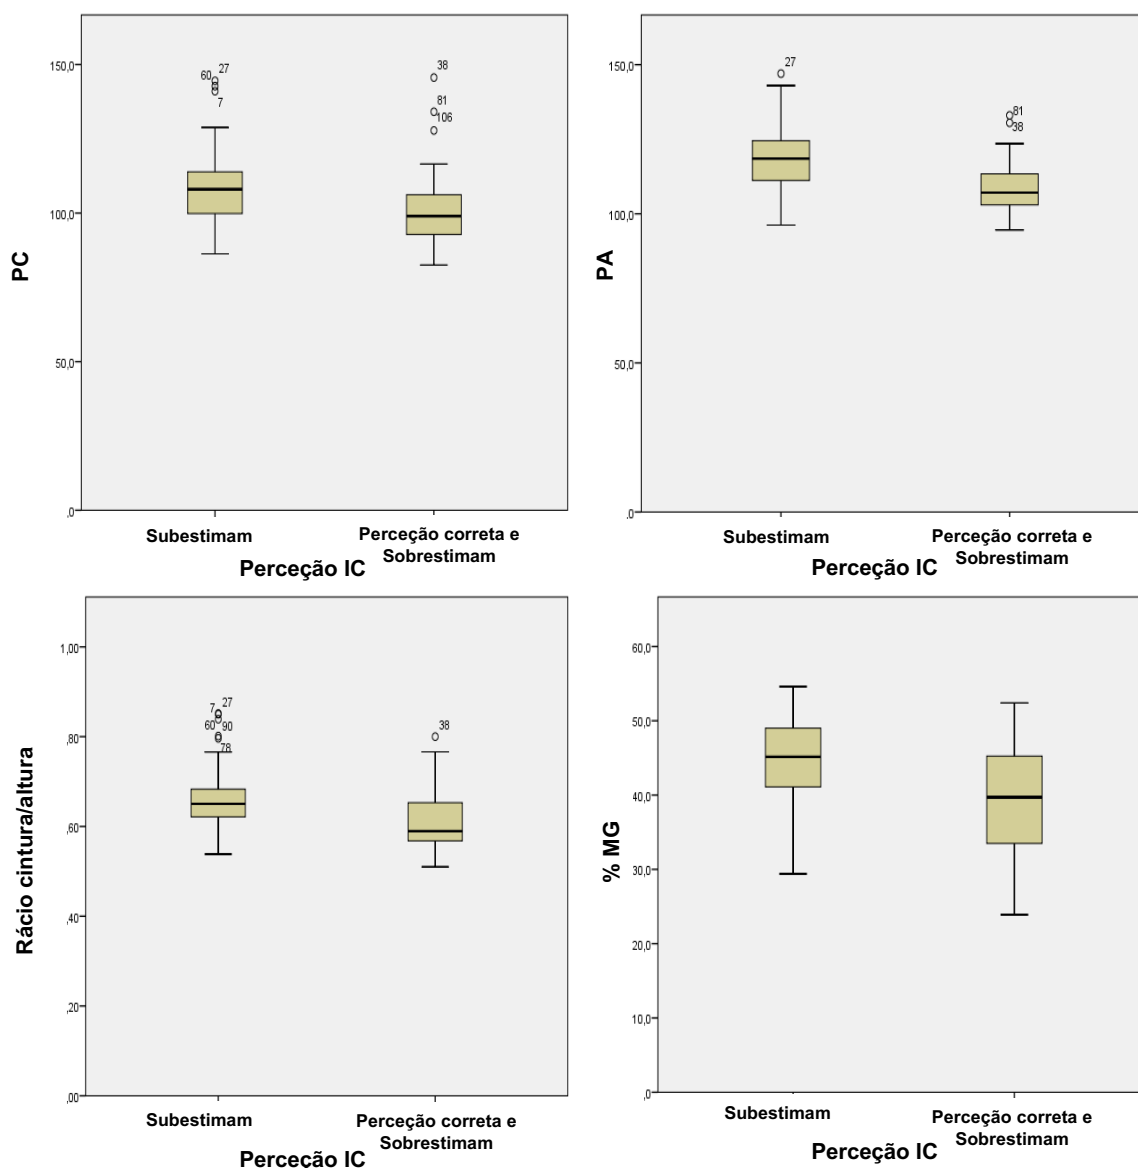 PC
150,0
100,0
50,0
,0
60
27
7
38
81
106
Subestimam
Perceção correta e
Sobrestimam
Perceção IC
PA
150,0
100,0
50,0
,0
27
81
38
Subestimam
Perceção correta e
Sobrestimam
Perceção IC
Rácio cintura/altura
1,00
,80
,60
,40
,20
,00
7
27
60
90
78
38
Subestimam
Perceção correta e
Sobrestimam
Perceção IC
% MG
60,0
50,0
40,0
30,0
20,0
10,0
,0
Subestimam
Perceção correta e
Sobrestimam
Perceção IC